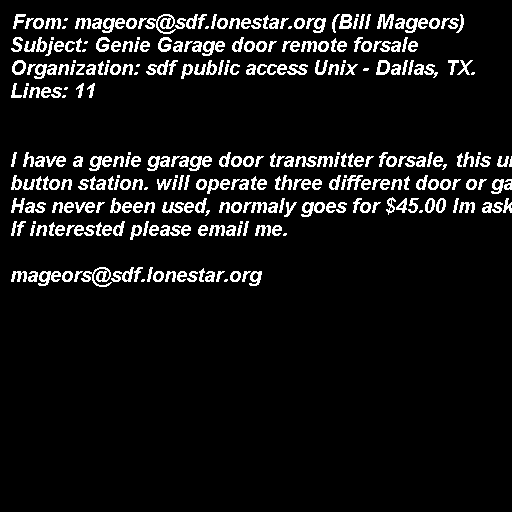 From: mageors@sdf.lonestar.org (Bill Mageors)
Subject: Genie Garage door remote forsale
Organization: sdf public access Unix - Dallas, TX.
Lines: 11
I have a genie garage door transmitter forsale, this
button station. will operate three different door or
Has never been used, normaly goes for $45.00 Im
If interested please email me.
mageors@sdf.lonestar.org